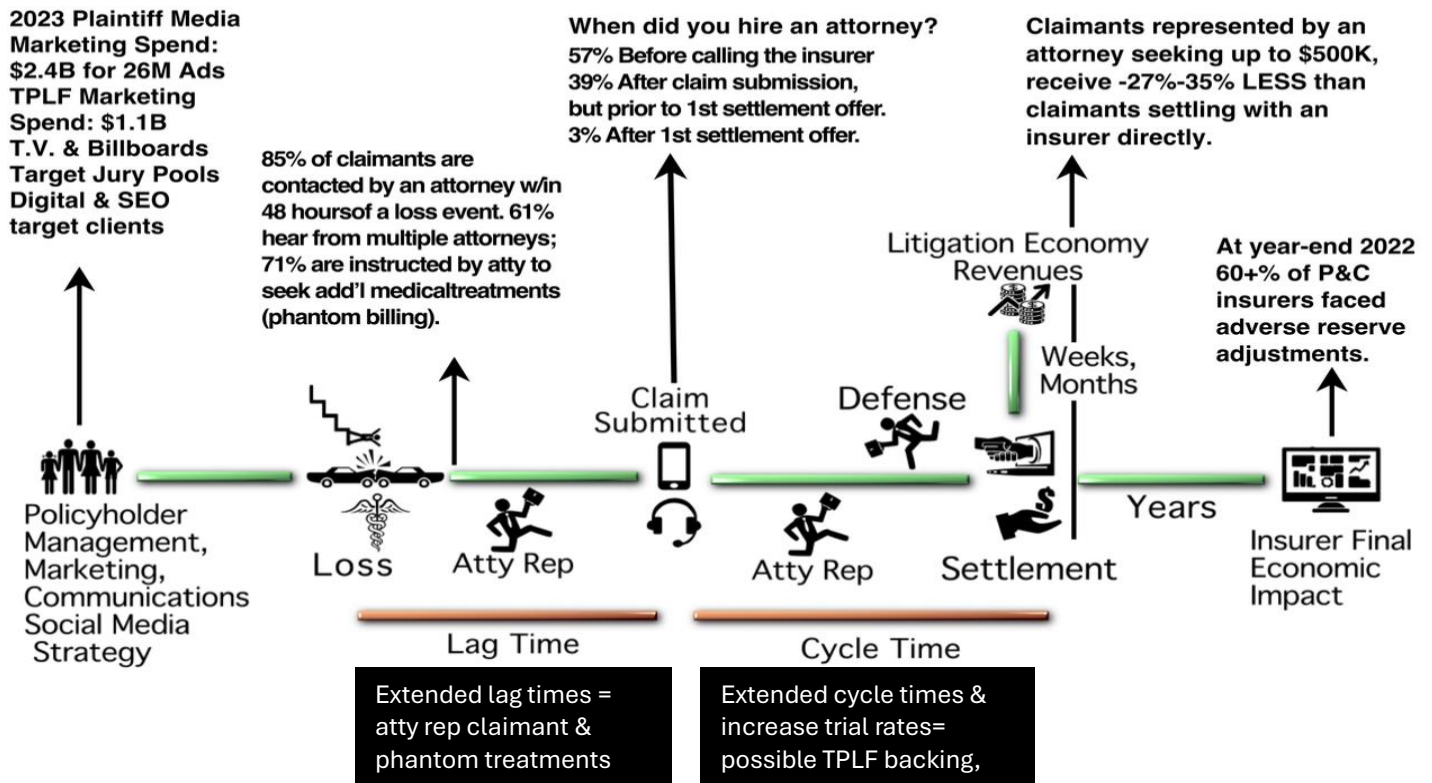 2023 Plaintiff Media
Marketing Spend:
$2.4B for 26M Ads
TPLF Marketing
Spend: $1.1B
T.V. & Billboards
Target Jury Pools
Digital & SEO
target clients
85% of claimants are
contacted by an attorney w/in
48 hoursof a loss event. 61%
hear from multiple attorneys;
71% are instructed by atty to
seek add'l medicaltreatments
(phantom billing).
When did you hire an attorney?
57% Before calling the insurer
39% After claim submission,
but prior to 1st settlement offer.
3% After 1st settlement offer.
Claimants represented by an
attorney seeking up to $500K,
receive -27%-35% LESS than
claimants settling with an
insurer directly.
Litigation Economy
Revenues
At year-end 2022
60+% of P&C
insurers faced
adverse reserve
adjustments.
Weeks,
Months
Claim
Submitted
Defense
Policyholder
Management,
Marketing,
Communications
Social Media
Strategy
Loss
Atty Rep
Atty Rep
$
Settlement
Years
Insurer Final
Economic
Impact
Lag Time
Cycle Time
Extended lag times =
atty rep claimant &
phantom treatments
Extended cycle times &
increase trial rates=
possible TPLF backing,